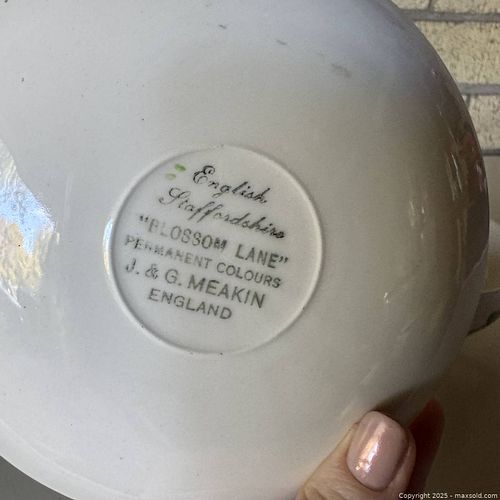 English
Staffordshire
"BLOSSOM LANE"
PERMANENT COLOURS
J. & G. MEAKIN
ENGLAND
Copyright © 2025 - maxsold.com